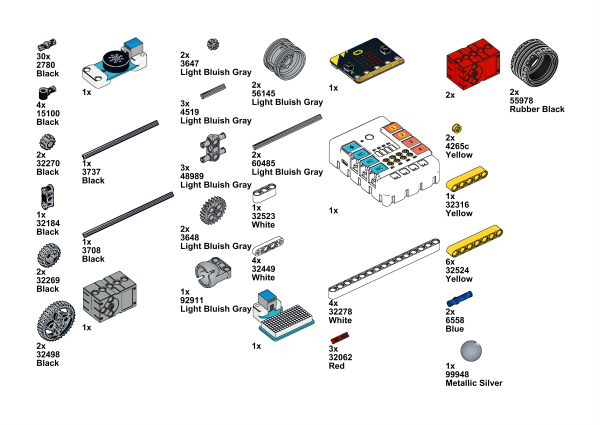 30x
2780
Black
4x
15100
Black
2x
32270
Black
1x
32184
Black
2x
32269
Black
2x
32498
Black
1x
1x
3737
Black
1x
3708
Black
1x
2x
3647
Light Bluish Gray
3x
4519
Light Bluish Gray
3x
48989
Light Bluish Gray
2x
3648
Light Bluish Gray
1x
92911
Light Bluish Gray
2x
56145
Light Bluish Gray
2x
60485
Light Bluish Gray
1x
32523
White
4x
32449
White
1x
1x
1x
4x
32278
White
3x
32062
Red
2x
2x
4265c
Yellow
1x
32316
Yellow
6x
32524
Yellow
2x
6558
Blue
1x
99948
Metallic Silver
2x
55978
Rubber Black